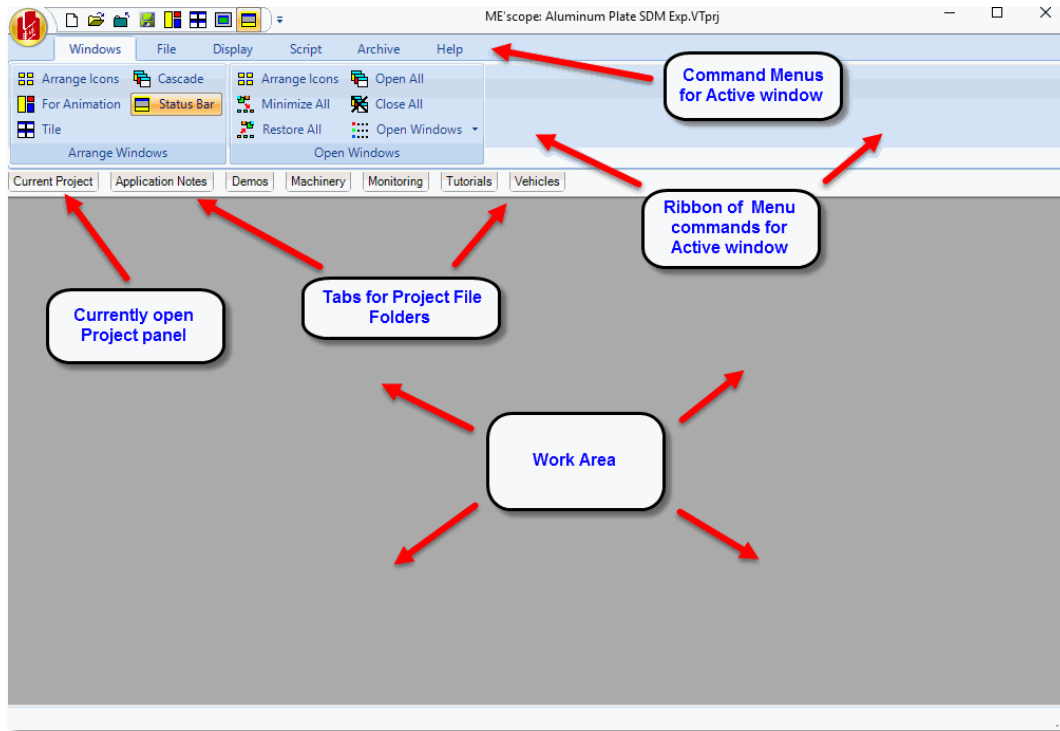 ME'scope: Aluminum Plate SDM Exp.VTprj
Windows File Display Script Archive Help
Arrange Icons Cascade Arrange Icons Open All
For Animation Status Bar Minimize All Close All
Tile Restore All Open Windows
Arrange Windows Open Windows
Command Menus
for Active window
Current Project Application Notes Demos Machinery Monitoring Tutorials Vehicles
Ribbon of Menu
commands for
Active window
Currently open
Project panel
Tabs for Project File
Folders
Work Area